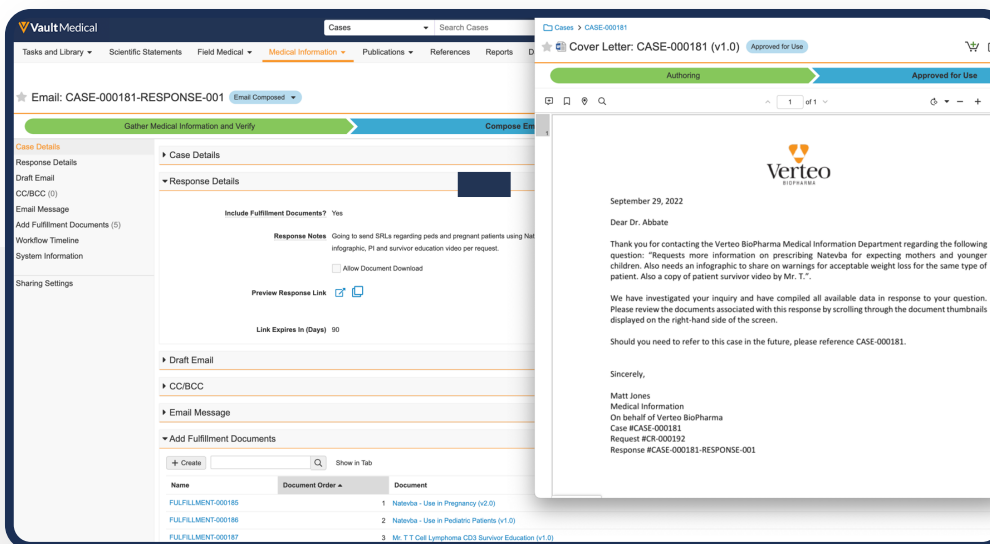 Vault Medical
Cases
Search Cases
Tasks and Library Scientific Statements Field Medical Medical Information Publications References Reports
Email: CASE-000181-RESPONSE-001 Email Composed
Gather Medical Information and Verify Compose Em
Case Details
Response Details
Draft Email
CC/BCC (0)
Email Message
Add Fulfillment Documents (5)
Workflow Timeline
System Information
Sharing Settings
Case Details
Response Details
Include Fulfillment Documents? Yes
Response Notes Going to send SRLs regarding peds and pregnant patients using Nat
infographic, PI and survivor education video per request.
Allow Document Download
Preview Response Link
Link Expires In (Days) 90
Draft Email
CC/BCC
Email Message
Add Fulfillment Documents
+ Create Show in Tab
Name Document Order Document
FULFILLMENT-000185 1 Natevba - Use in Pregnancy (v2.0)
FULFILLMENT-000186 2 Natevba - Use in Pediatric Patients (v1.0)
FULFILLMENT-000187 3 Mr. T T Cell Lymphoma CD3 Survivor Education (v1.0)
Cases > CASE-000181
Cover Letter: CASE-000181 (v1.0) Approved for Use
Authoring Approved for Use
1 of 1
1
Verteo
BIOPHARMA
September 29, 2022
Dear Dr. Abbate
Thank you for contacting the Verteo BioPharma Medical Information Department regarding the following
question: “Requests more information on prescribing Natevba for expecting mothers and younger
children. Also needs an infographic to share on warnings for acceptable weight loss for the same type of
patient. Also a copy of patient survivor video by Mr. T.”.
We have investigated your inquiry and have compiled all available data in response to your question.
Please review the documents associated with this response by scrolling through the document thumbnails
displayed on the right-hand side of the screen.
Should you need to refer to this case in the future, please reference CASE-000181.
Sincerely,
Matt Jones
Medical Information
On behalf of Verteo BioPharma
Case #CASE-000181
Request #CR-000192
Response #CASE-000181-RESPONSE-001